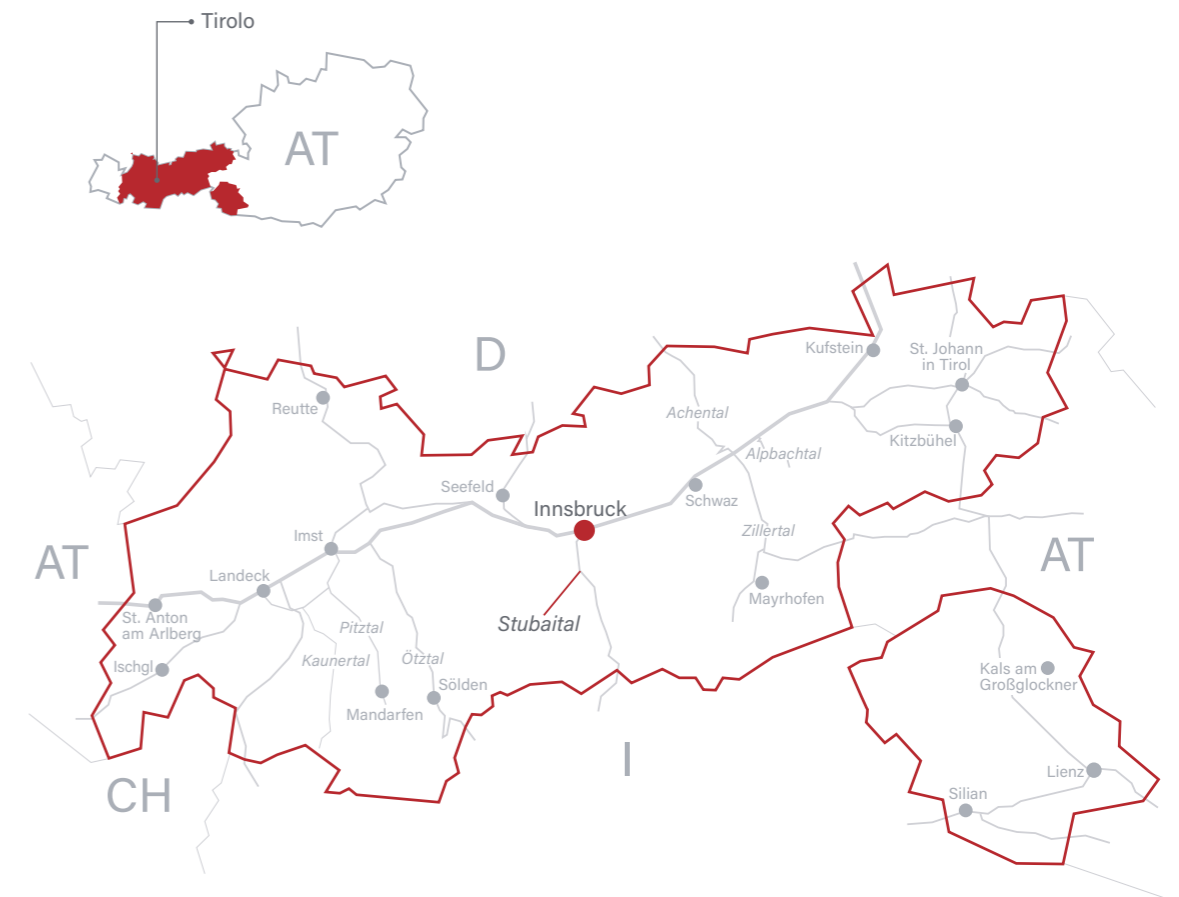 Tirolo
AT
D
Kufstein
St. Johann
in Tirol
Reutte
Achental
Kitzbühel
Alpbachtal
Seefeld
Schwaz
Innsbruck
Imst
Zillertal
AT
AT
Landeck
Mayrhofen
St. Anton
am Arlberg
Stubaital
Pitztal
Kaunertal
Ötztal
Ischgl
Kals am
Großglockner
Sölden
Mandarfen
I
Lienz
CH
Silian